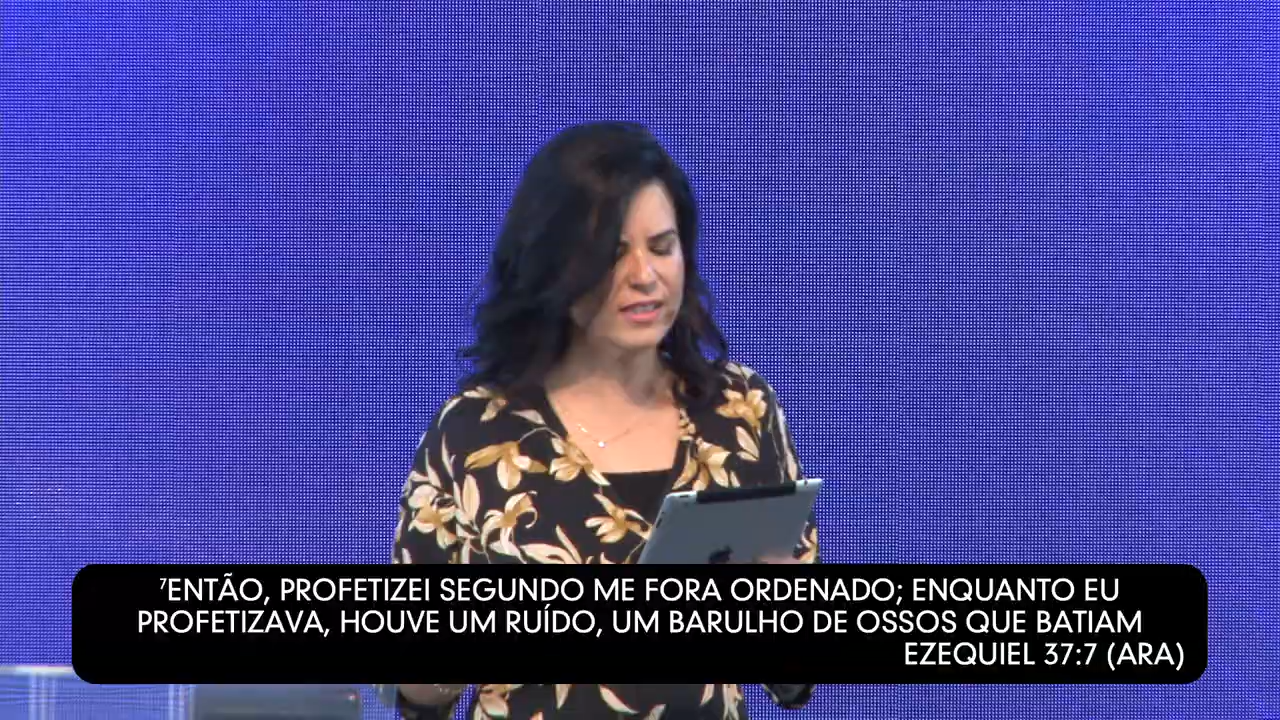 ⁷ENTÃO, PROFETIZEI SEGUNDO ME FORA ORDENADO; ENQUANTO EU
PROFETIZAVA, HOUVE UM RUÍDO, UM BARULHO DE OSSOS QUE BATIAM
EZEQUIEL 37:7 (ARA)